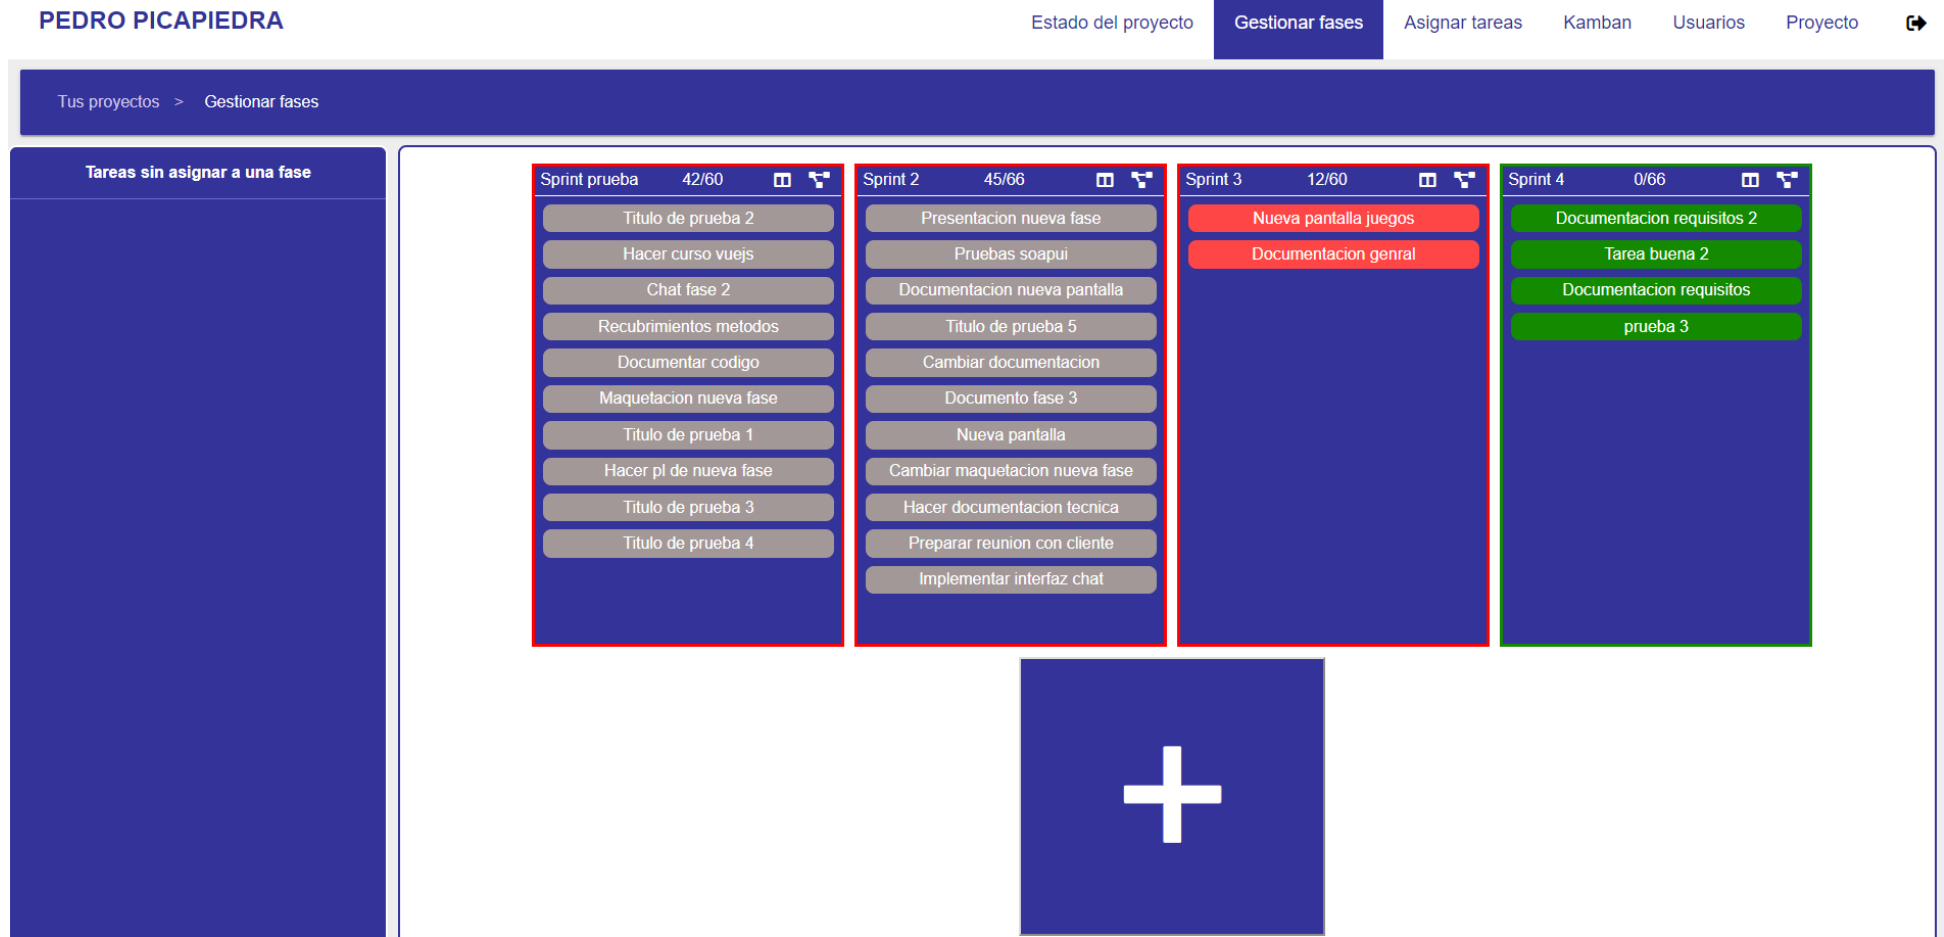 PEDRO PICAPIEDRA
Estado del proyecto
Gestionar fases
Asignar tareas
Kamban
Usuarios
Proyecto
Tus proyectos > Gestionar fases
Tareas sin asignar a una fase
Sprint prueba 42/60
Titulo de prueba 2
Hacer curso vuejs
Chat fase 2
Recubrimientos metodos
Documentar codigo
Maquetacion nueva fase
Titulo de prueba 1
Hacer pl de nueva fase
Titulo de prueba 3
Titulo de prueba 4
Sprint 2 45/66
Presentacion nueva fase
Pruebas soapui
Documentacion nueva pantalla
Titulo de prueba 5
Cambiar documentacion
Documento fase 3
Nueva pantalla
Cambiar maquetacion nueva fase
Hacer documentacion tecnica
Preparar reunion con cliente
Implementar interfaz chat
Sprint 3 12/60
Nueva pantalla juegos
Documentacion genral
Sprint 4 0/66
Documentacion requisitos 2
Tarea buena 2
Documentacion requisitos
prueba 3